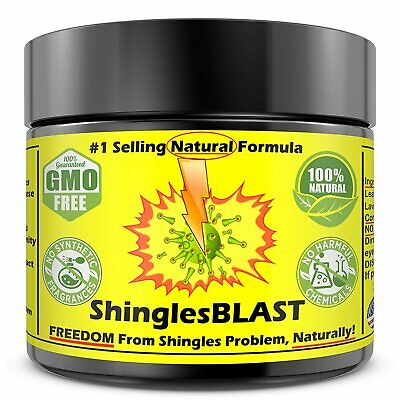 #1 Selling Natural Formula
100%
Guaranteed
GMO
FREE
100%
NATURAL
NO SYNTHETIC
FRAGRANCES
NO HARMFUL
CHEMICALS
ShinglesBLAST
FREEDOM From Shingles Problem, Naturally!